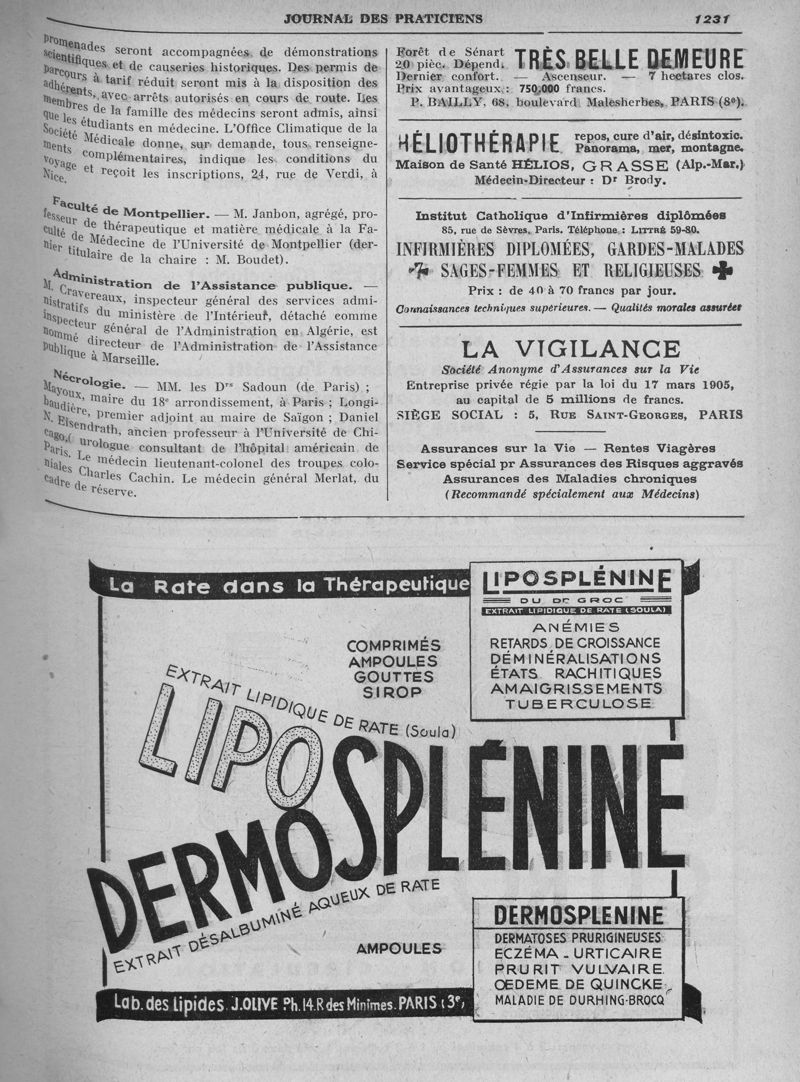 JOURNAL DES PRATICIENS
1231
promenades seront accompagnées de démonstrations
scientifiques et de causeries historiques. Des permis de
parcours à tarif réduit seront mis à la disposition des
adhérents, avec arrêts autorisés en cours de route. Les
membres de la famille des médecins seront admis, ainsi
que les étudiants en médecine. L'Office Climatique de la
Société Médicale donne, sur demande, tous renseigne-
ments complémentaires, indique les conditions du
voyage et reçoit les inscriptions, 24, rue de Verdi, à
Nice.
Faculté de Montpellier. — M. Janbon, agrégé, pro-
fesseur de thérapeutique et matière médicale à la Fa-
culté de Médecine de l'Université de Montpellier (der-
nier titulaire de la chaire : M. Boudet).
Administration de l'Assistance publique. —
M. Cravereaux, inspecteur général des services admi-
nistratifs du ministère de l'Intérieur, détaché comme
inspecteur général de l'Administration en Algérie, est
nommé directeur de l'Administration de l'Assistance
publique à Marseille.
Nécrologie. — MM. les Drs Sadoun (de Paris) ;
Mayoux, maire du 18e arrondissement, à Paris ; Longi-
baudière, premier adjoint au maire de Saïgon ; Daniel
N. Eisendrath, ancien professeur à l'Université de Chi-
cago, urologue consultant de l'hôpital américain de
Paris. Le médecin lieutenant-colonel des troupes colo-
niales Charles Cachin. Le médecin général Merlat, du
cadre de réserve.
Forêt de Sénart TRÈS BELLE DEMEURE
20 pièc. Dépend.
Dernier confort. — Ascenseur. — 7 hectares clos.
Prix avantageux : 750.000 francs.
P. BAILLY, 68, boulevard Malesherbes, PARIS (8e).
HÉLIOTHÉRAPIE repos, cure d'air, désintoxic.
Panorama, mer, montagne.
Maison de Santé HÉLIOS, GRASSE (Alp.-Mar.)
Médecin-Directeur : Dr Brody.
Institut Catholique d'Infirmières diplômées
85, rue de Sèvres, Paris. Téléphone : LITTRÉ 59-80.
INFIRMIÈRES DIPLOMÉES, GARDES-MALADES
SAGES-FEMMES ET RELIGIEUSES
Prix : de 40 à 70 francs par jour.
Connaissances techniques supérieures. — Qualités morales assurées
LA VIGILANCE
Société Anonyme d'Assurances sur la Vie
Entreprise privée régie par la loi du 17 mars 1905,
au capital de 5 millions de francs.
SIÈGE SOCIAL : 5, RUE SAINT-GEORGES, PARIS
Assurances sur la Vie — Rentes Viagères
Service spécial pr Assurances des Risques aggravés
Assurances des Maladies chroniques
(Recommandé spécialement aux Médecins)
La Rate dans la Thérapeutique
LIPOSPLÉNINE
DU DR GROC
EXTRAIT LIPIDIQUE DE RATE (SOULA)
ANÉMIES
RETARDS DE CROISSANCE
DÉMINÉRALISATIONS
ÉTATS RACHITIQUES
AMAIGRISSEMENTS
TUBERCULOSE
COMPRIMÉS
AMPOULES
GOUTTES
SIROP
EXTRAIT LIPIDIQUE DE RATE (Soula)
LIPO
DERMOSPLÉNINE
EXTRAIT DÉSALBUMINÉ AQUEUX DE RATE
AMPOULES
DERMOSPLENINE
DERMATOSES PRURIGINEUSES
ECZÉMA - URTICAIRE
PRURIT VULVAIRE
ŒDEME DE QUINCKE
MALADIE DE DURHING-BROCQ
Lab. des Lipides. J.OLIVE Ph. 14. R des Minimes. PARIS (3e)